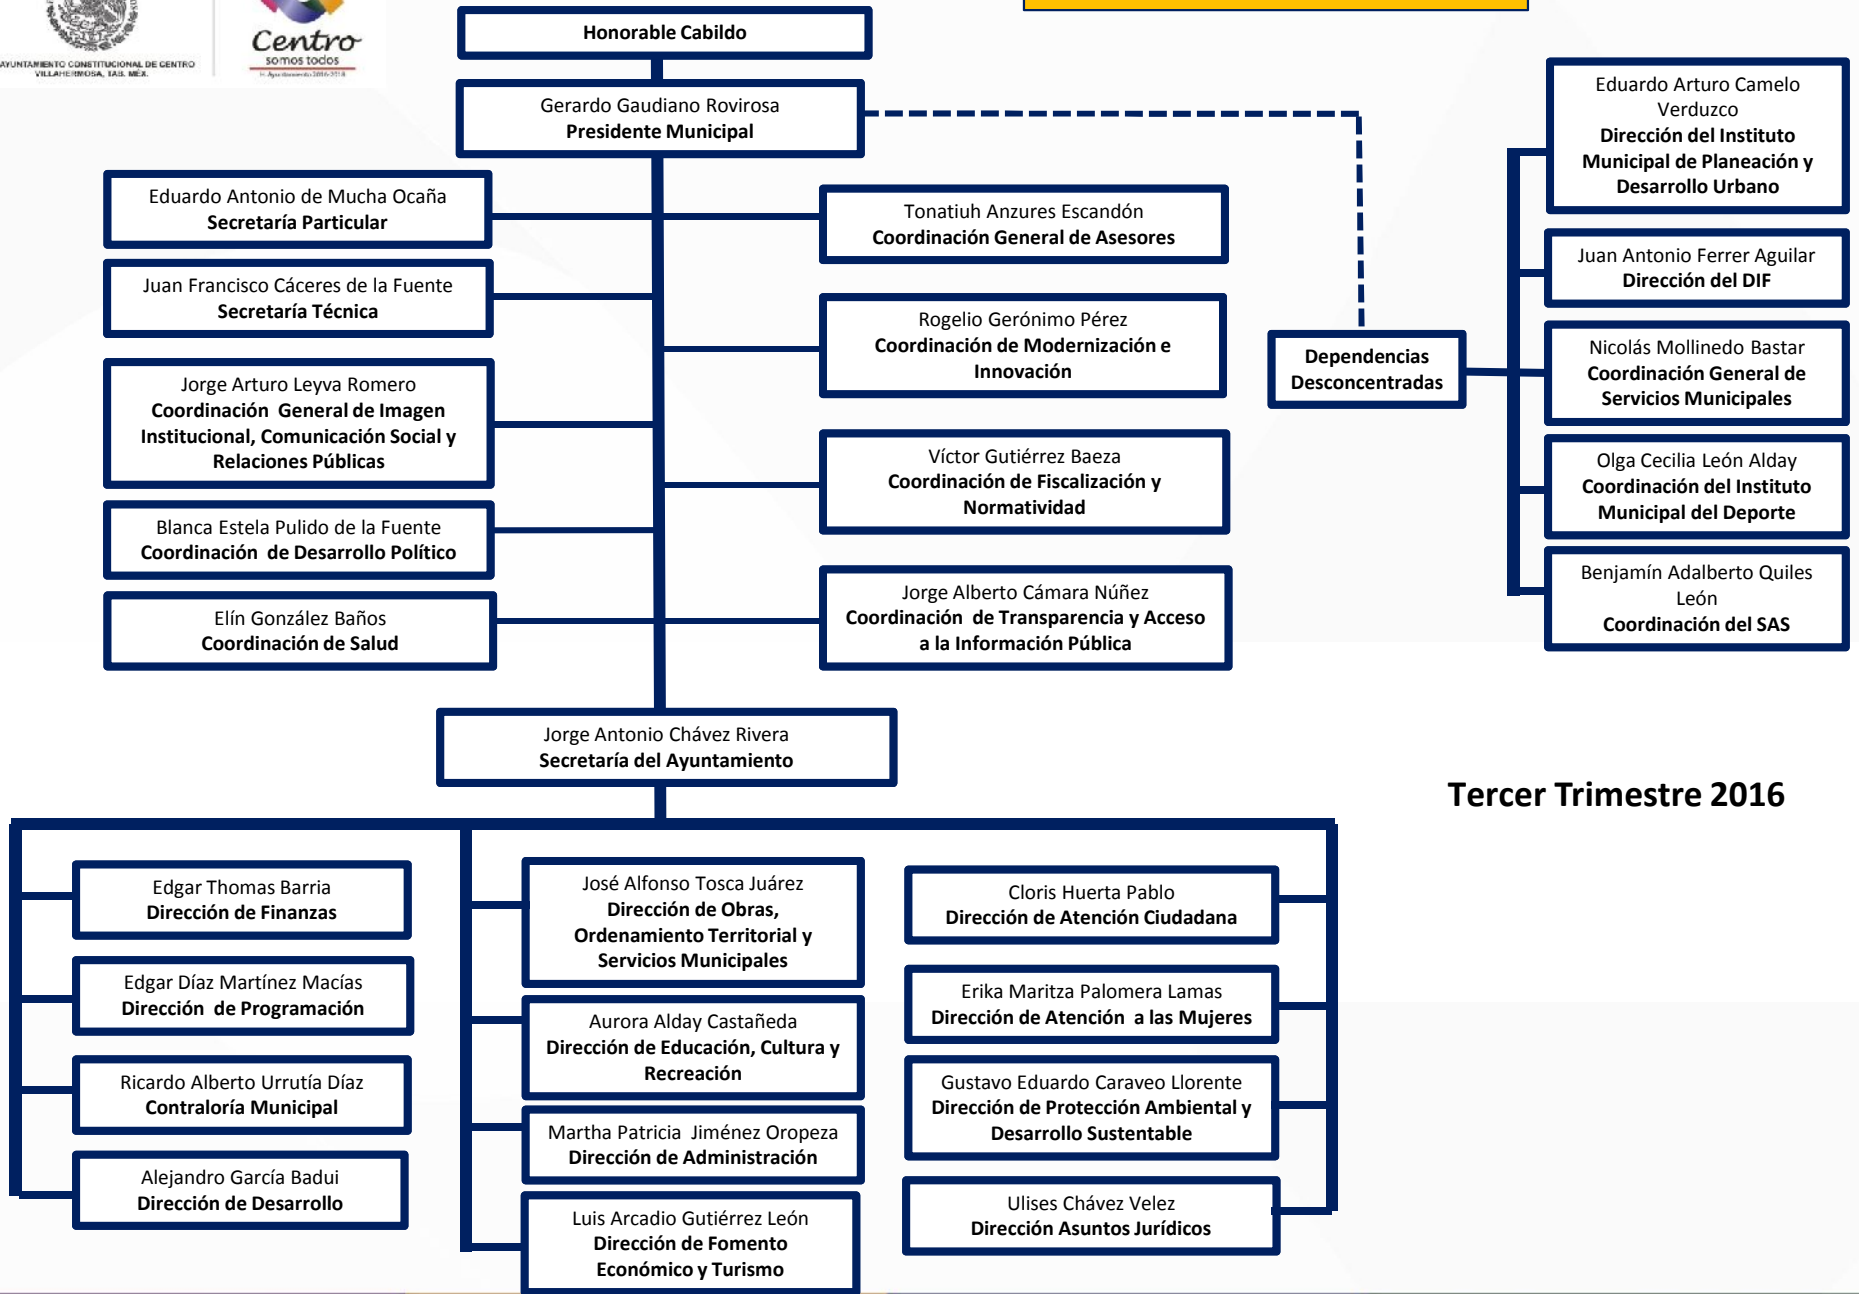 AYUNTAMIENTO CONSTITUCIONAL DE CENTRO
VILLAHERMOSA, TAB. MÉX.
Centro
somos todos
H. Ayuntamiento 2016-2018
Honorable Cabildo
Gerardo Gaudiano Rovirosa
Presidente Municipal
Eduardo Antonio de Mucha Ocaña
Secretaría Particular
Juan Francisco Cáceres de la Fuente
Secretaría Técnica
Jorge Arturo Leyva Romero
Coordinación General de Imagen
Institucional, Comunicación Social y
Relaciones Públicas
Blanca Estela Pulido de la Fuente
Coordinación de Desarrollo Político
Elín González Baños
Coordinación de Salud
Tonatiuh Anzures Escandón
Coordinación General de Asesores
Rogelio Gerónimo Pérez
Coordinación de Modernización e
Innovación
Víctor Gutiérrez Baeza
Coordinación de Fiscalización y
Normatividad
Jorge Alberto Cámara Núñez
Coordinación de Transparencia y Acceso
a la Información Pública
Dependencias
Desconcentradas
Eduardo Arturo Camelo
Verduzco
Dirección del Instituto
Municipal de Planeación y
Desarrollo Urbano
Juan Antonio Ferrer Aguilar
Dirección del DIF
Nicolás Mollinedo Bastar
Coordinación General de
Servicios Municipales
Olga Cecilia León Alday
Coordinación del Instituto
Municipal del Deporte
Benjamín Adalberto Quiles
León
Coordinación del SAS
Jorge Antonio Chávez Rivera
Secretaría del Ayuntamiento
Tercer Trimestre 2016
Edgar Thomas Barria
Dirección de Finanzas
Edgar Díaz Martínez Macías
Dirección de Programación
Ricardo Alberto Urrutía Díaz
Contraloría Municipal
Alejandro García Badui
Dirección de Desarrollo
José Alfonso Tosca Juárez
Dirección de Obras,
Ordenamiento Territorial y
Servicios Municipales
Aurora Alday Castañeda
Dirección de Educación, Cultura y
Recreación
Martha Patricia Jiménez Oropeza
Dirección de Administración
Luis Arcadio Gutiérrez León
Dirección de Fomento
Económico y Turismo
Cloris Huerta Pablo
Dirección de Atención Ciudadana
Erika Maritza Palomera Lamas
Dirección de Atención a las Mujeres
Gustavo Eduardo Caraveo Llorente
Dirección de Protección Ambiental y
Desarrollo Sustentable
Ulises Chávez Velez
Dirección Asuntos Jurídicos